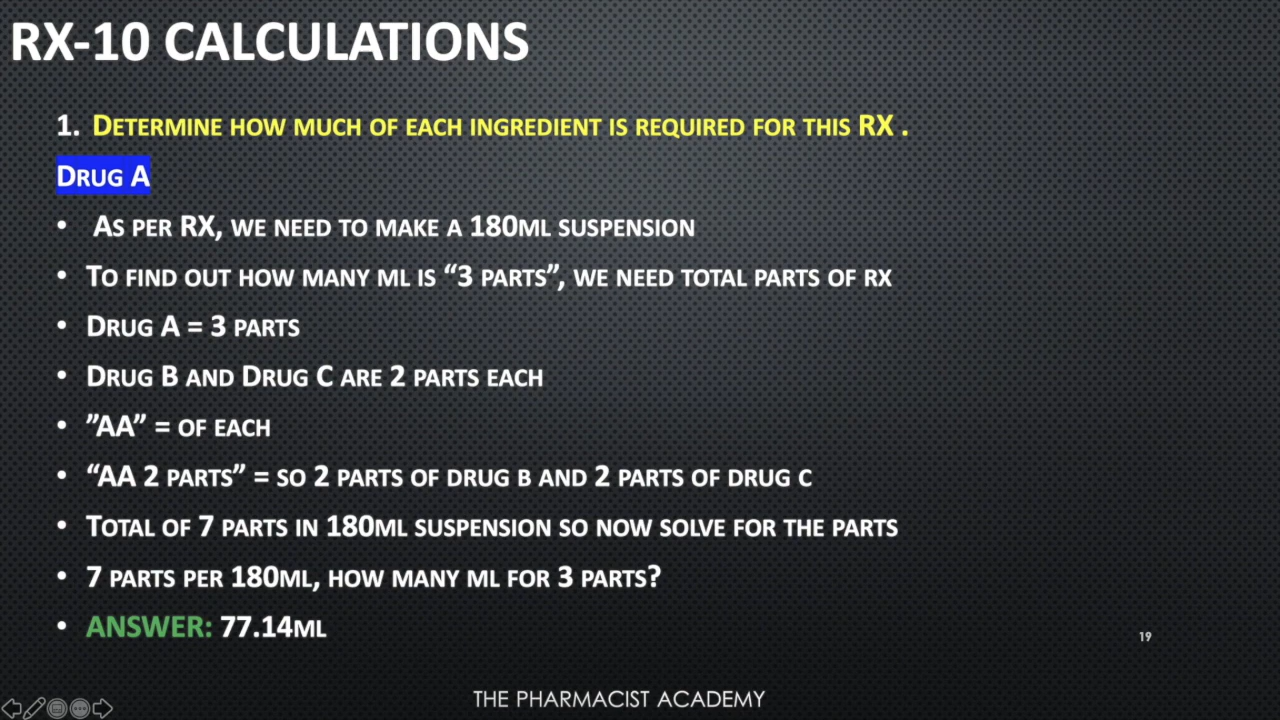 RX-10 CALCULATIONS
1. DETERMINE HOW MUCH OF EACH INGREDIENT IS REQUIRED FOR THIS RX .
DRUG A
• AS PER RX, WE NEED TO MAKE A 180ML SUSPENSION
• TO FIND OUT HOW MANY ML IS “3 PARTS”, WE NEED TOTAL PARTS OF RX
• DRUG A = 3 PARTS
• DRUG B AND DRUG C ARE 2 PARTS EACH
• ”AA” = OF EACH
• “AA 2 PARTS” = SO 2 PARTS OF DRUG B AND 2 PARTS OF DRUG C
• TOTAL OF 7 PARTS IN 180ML SUSPENSION SO NOW SOLVE FOR THE PARTS
• 7 PARTS PER 180ML, HOW MANY ML FOR 3 PARTS?
• ANSWER: 77.14ML
19
THE PHARMACIST ACADEMY